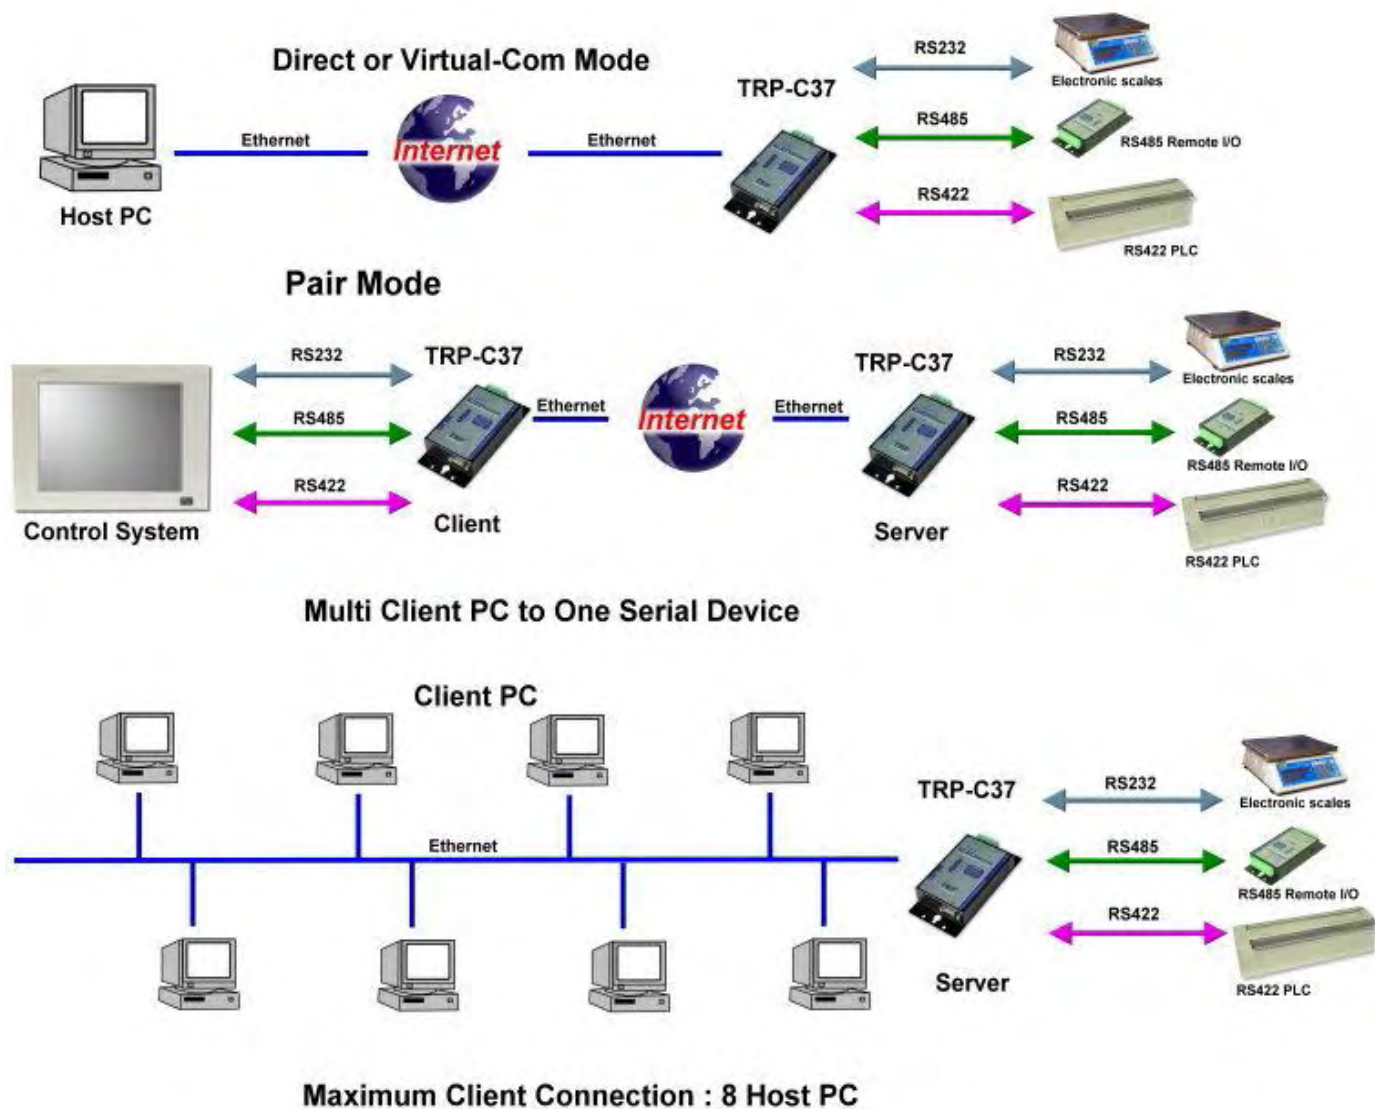 Direct or Virtual-Com Mode
Host PC
Ethernet
Internet
Ethernet
TRP-C37
RS232
Electronic scales
RS485
RS485 Remote I/O
RS422
RS422 PLC
Pair Mode
Control System
RS232
RS485
RS422
TRP-C37
Client
Ethernet
Internet
Ethernet
TRP-C37
Server
RS232
Electronic scales
RS485
RS485 Remote I/O
RS422
RS422 PLC
Multi Client PC to One Serial Device
Client PC
Ethernet
TRP-C37
Server
RS232
Electronic scales
RS485
RS485 Remote I/O
RS422
RS422 PLC
Maximum Client Connection : 8 Host PC